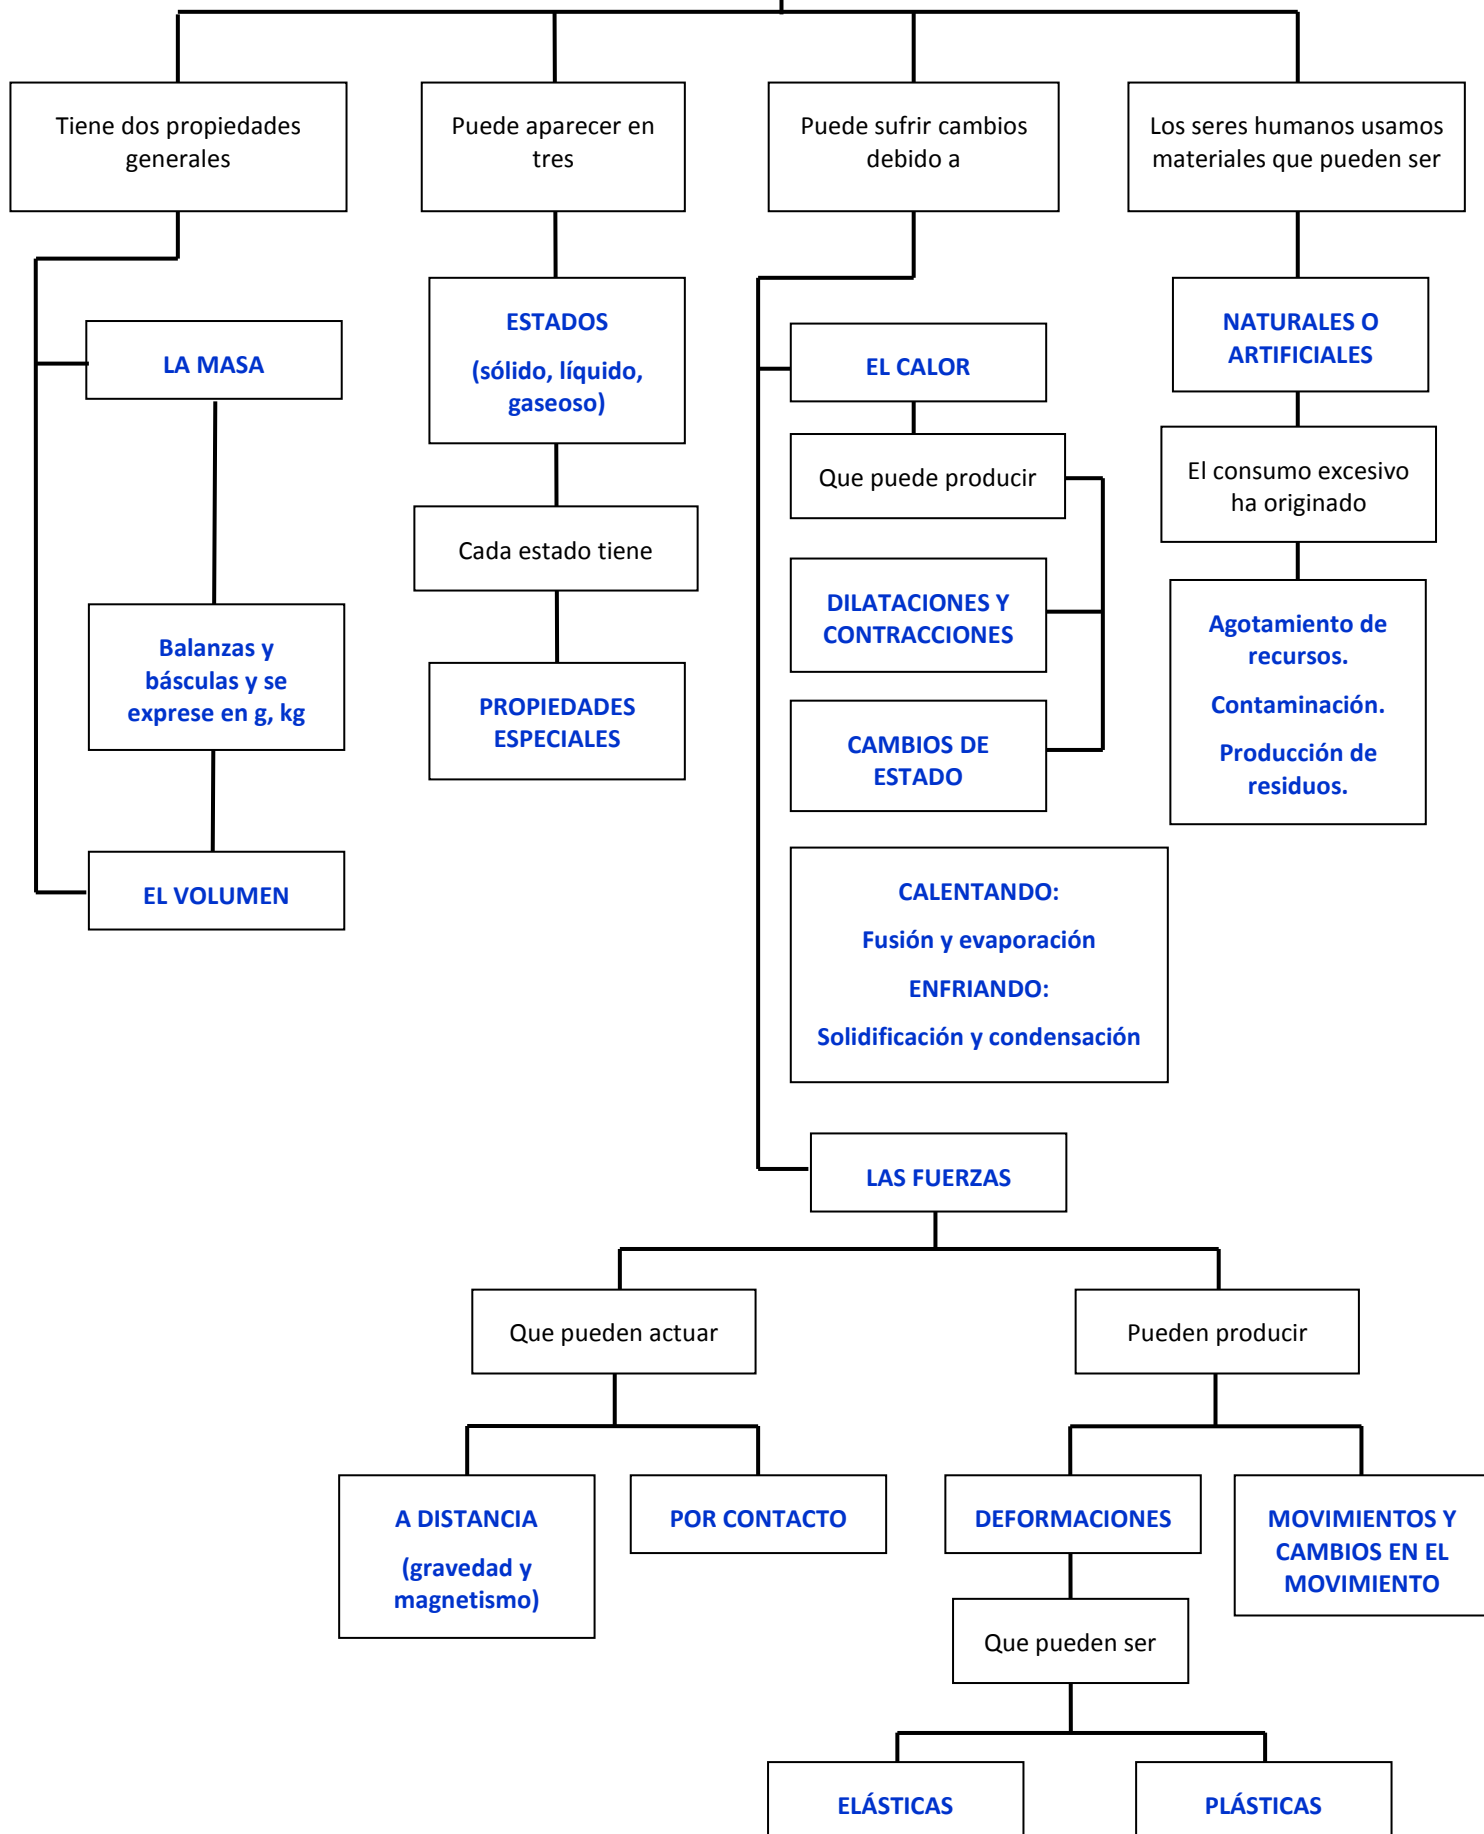 Tiene dos propiedades
generales
Puede aparecer en
tres
Puede sufrir cambios
debido a
Los seres humanos usamos
materiales que pueden ser
LA MASA
Balanzas y
básculas y se
exprese en g, kg
EL VOLUMEN
ESTADOS
(sólido, líquido,
gaseoso)
Cada estado tiene
PROPIEDADES
ESPECIALES
EL CALOR
Que puede producir
DILATACIONES Y
CONTRACCIONES
CAMBIOS DE
ESTADO
CALENTANDO:
Fusión y evaporación
ENFRIANDO:
Solidificación y condensación
NATURALES O
ARTIFICIALES
El consumo excesivo
ha originado
Agotamiento de
recursos.
Contaminación.
Producción de
residuos.
LAS FUERZAS
Que pueden actuar
Pueden producir
A DISTANCIA
(gravedad y
magnetismo)
POR CONTACTO
DEFORMACIONES
MOVIMIENTOS Y
CAMBIOS EN EL
MOVIMIENTO
Que pueden ser
ELÁSTICAS
PLÁSTICAS